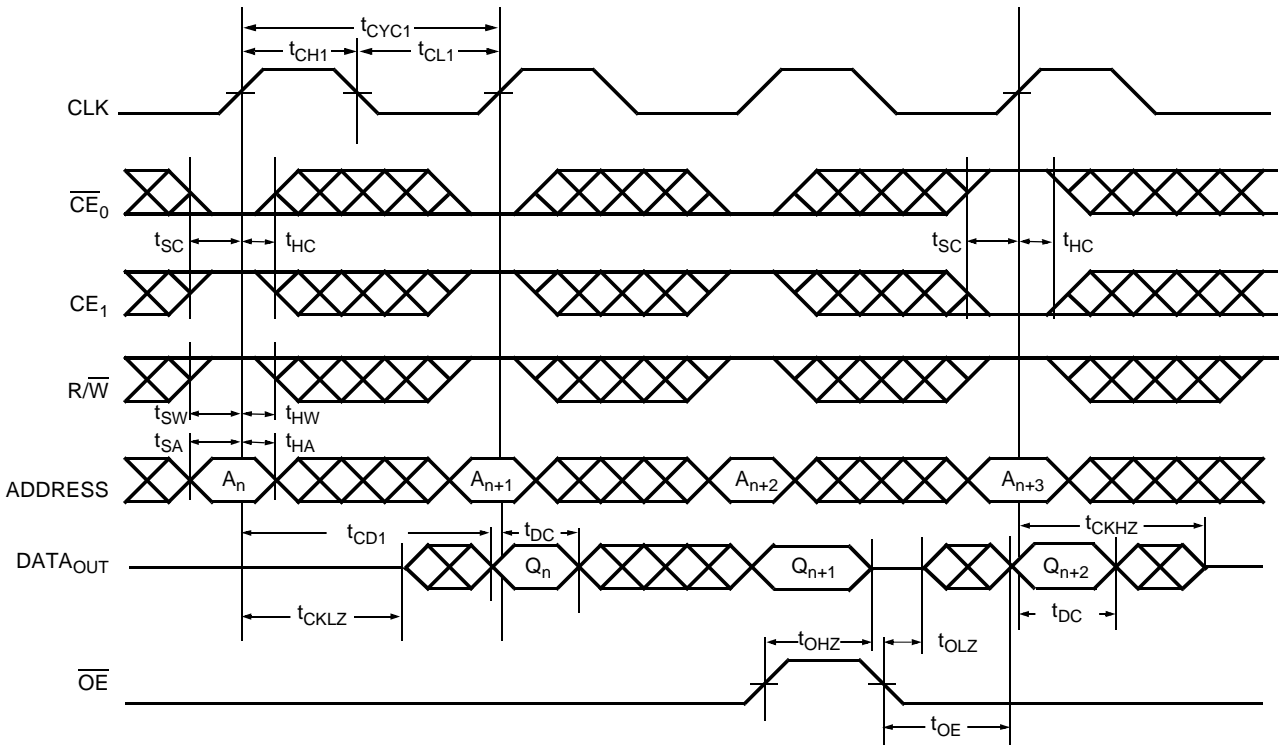 tCYC1
tCH1
tCL1
CLK
CE0
tSC
tHC
tSC
tHC
CE1
R/W
tSW
tHW
tSA
tHA
ADDRESS
An
An+1
An+2
An+3
tCD1
tDC
tCKHZ
DATAOUT
Qn
Qn+1
Qn+2
tCKLZ
tDC
tOHZ
tOLZ
OE
tOE